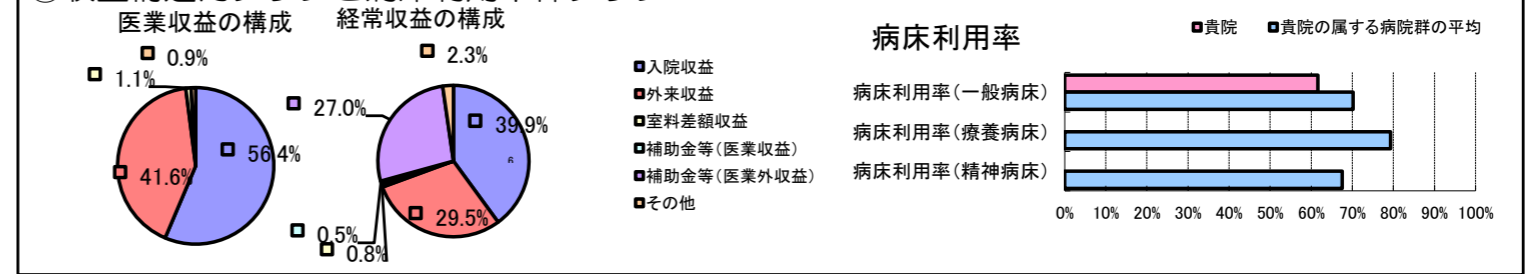 医業収益の構成
0.9%
1.1%
56.4%
41.6%
経常収益の構成
2.3%
27.0%
39.9%
29.5%
0.5%
0.8%
入院収益
外来収益
室料差額収益
補助金等(医業収益)
補助金等(医業外収益)
その他
病床利用率
貴院
貴院の属する病院群の平均
病床利用率(一般病床)
病床利用率(療養病床)
病床利用率(精神病床)
0% 10% 20% 30% 40% 50% 60% 70% 80% 90% 100%